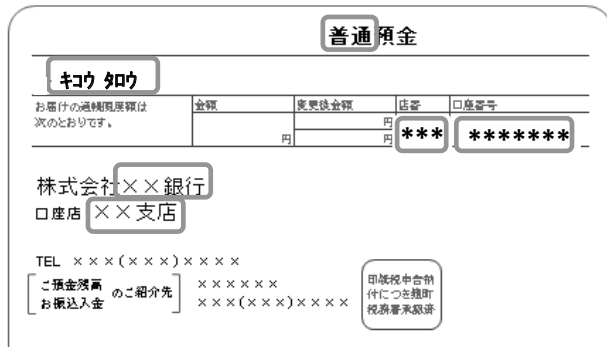 普通預金
キコウ タロウ
お届けの通帳限度額は
次のとおりです。
金額
変更後金額
店番
口座番号
円
円
円
***
*******
株式会社××銀行
口座店 ××支店
TEL ×××(×××)××××
ご預金残高
お振込入金
のご紹介先
××××××
×××(×××)××××
印紙税申告納
付につき麹町
税務署承認済